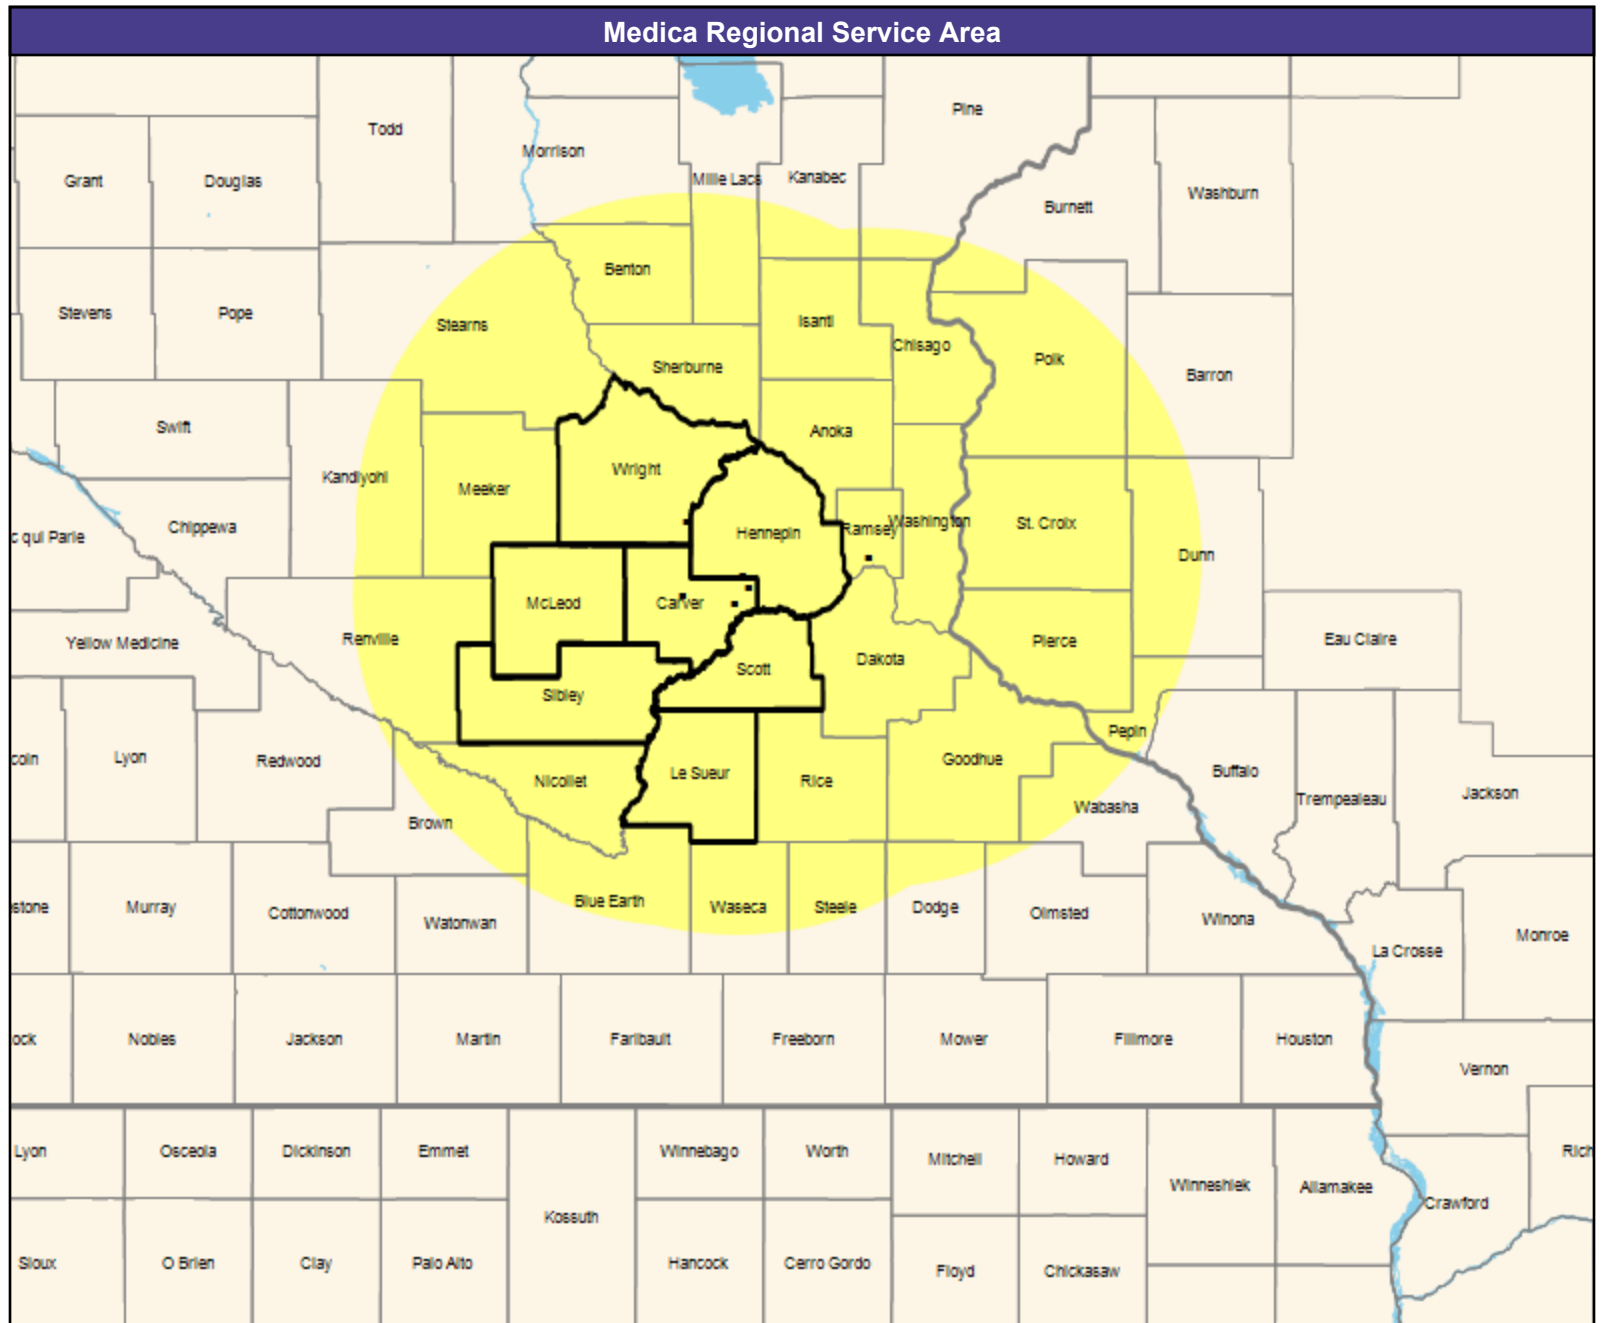 Medica Regional Service Area
Pine
Todd
Morrison
Mille Lacs
Kanabec
Grant
Douglas
Washburn
Burnett
Benton
Stevens
Pope
Stearns
Isanti
Chisago
Polk
Barron
Sherburne
Swift
Anoka
Wright
Kandiyohi
Meeker
Chippewa
Hennepin
Ramsey
Washington
St. Croix
Dunn
c qui Parle
McLeod
Carver
Yellow Medicine
Renville
Scott
Dakota
Pierce
Eau Claire
Sibley
Pepin
coln
Lyon
Redwood
Nicollet
Le Sueur
Rice
Goodhue
Buffalo
Trempealeau
Jackson
Wabasha
Brown
stone
Murray
Cottonwood
Watonwan
Blue Earth
Waseca
Steele
Dodge
Olmsted
Winona
La Crosse
Monroe
ock
Nobles
Jackson
Martin
Faribault
Freeborn
Mower
Fillmore
Houston
Vernon
Lyon
Osceola
Dickinson
Emmet
Winnebago
Worth
Mitchell
Howard
Winneshiek
Allamakee
Crawford
Rich
Kossuth
Sioux
O Brien
Clay
Palo Alto
Hancock
Cerro Gordo
Floyd
Chickasaw